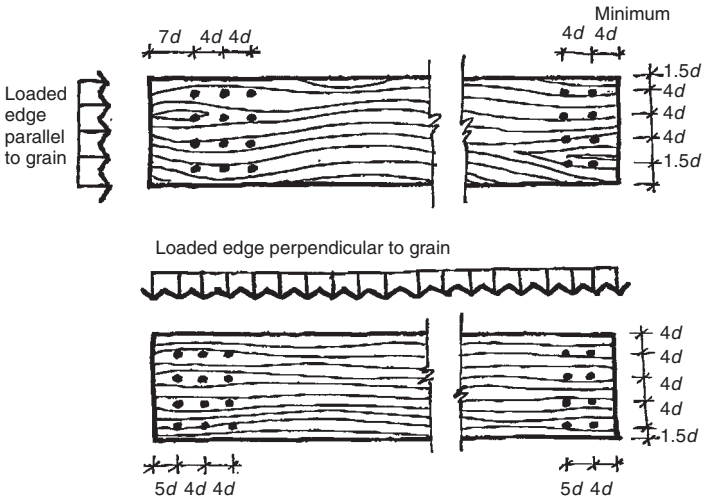 Minimum
7d 4d 4d
4d 4d
Loaded
edge
parallel
to grain
1.5d
4d
4d
4d
1.5d
Loaded edge perpendicular to grain
4d
4d
4d
4d
1.5d
5d 4d 4d
5d 4d